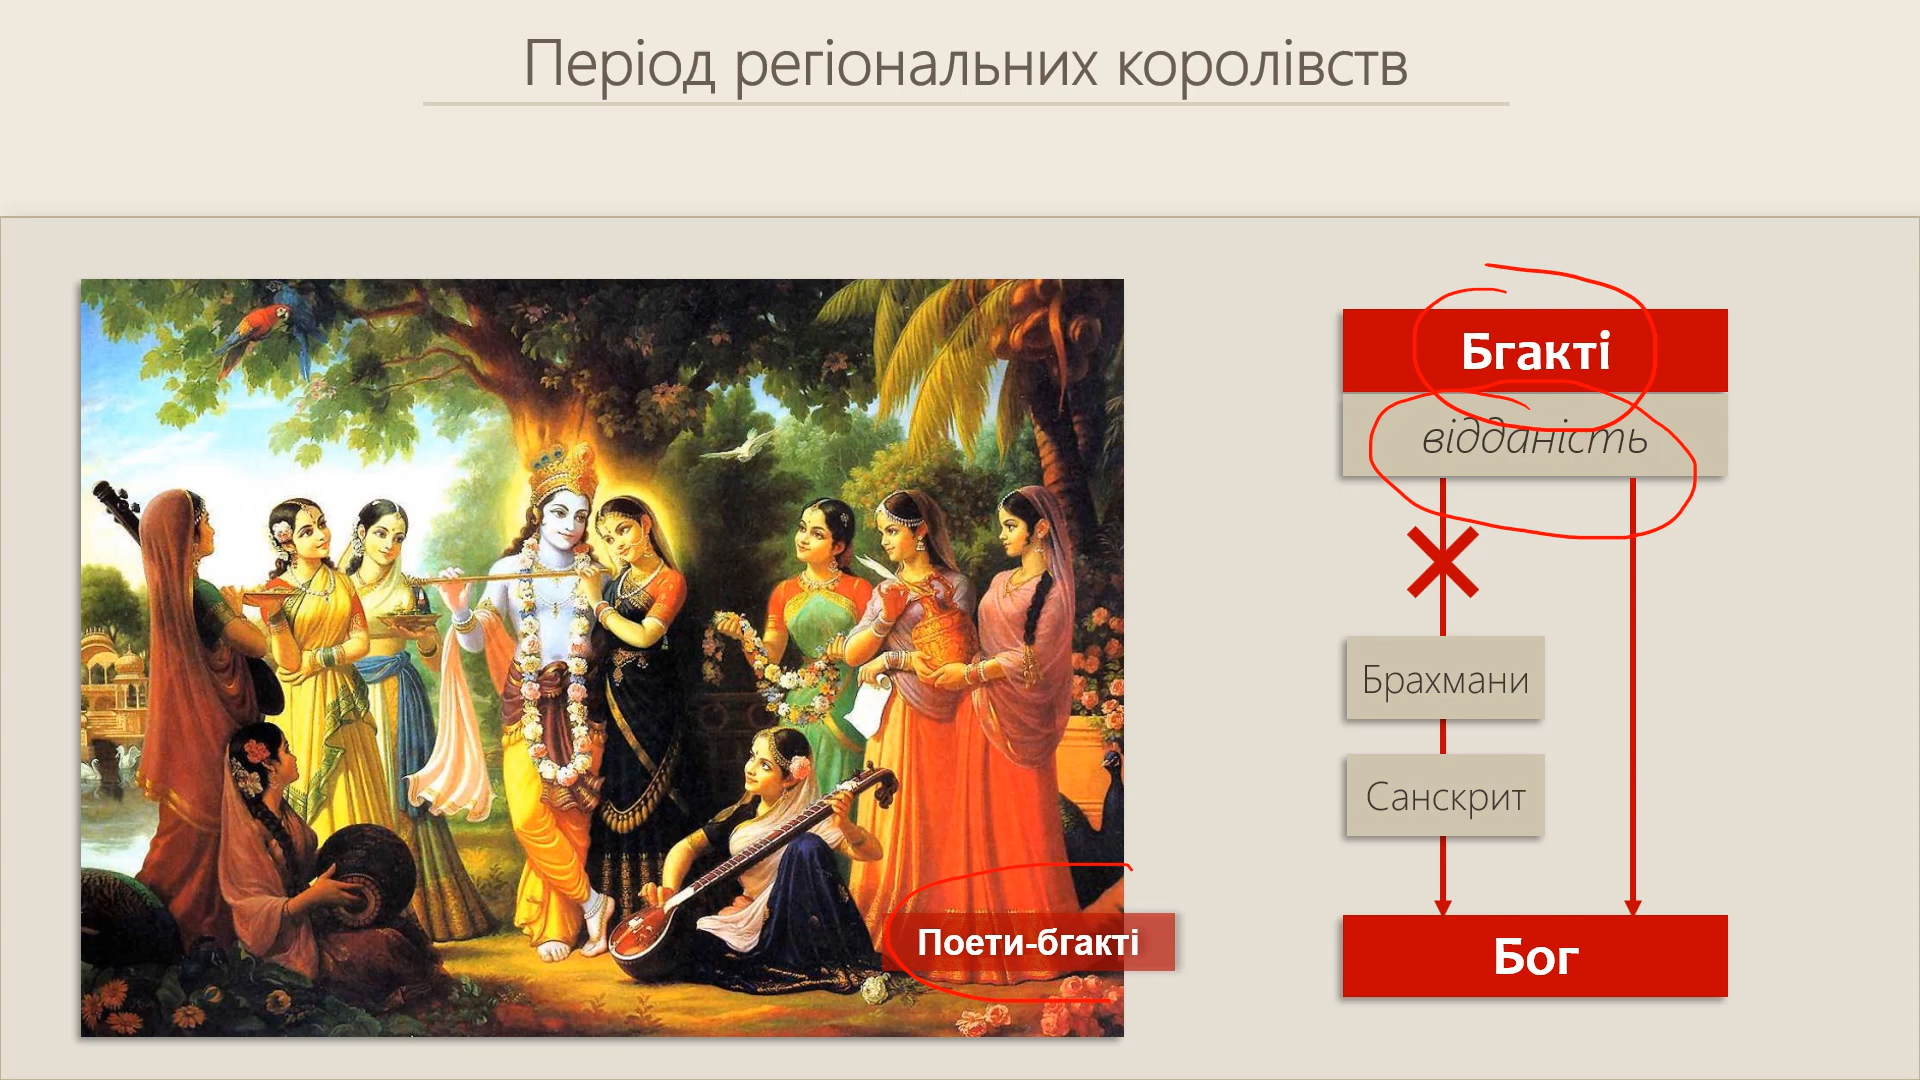 Період регіональних королівств
Бгакті
відданість
Брахмани
Санскрит
Поети-бгакті
Бог